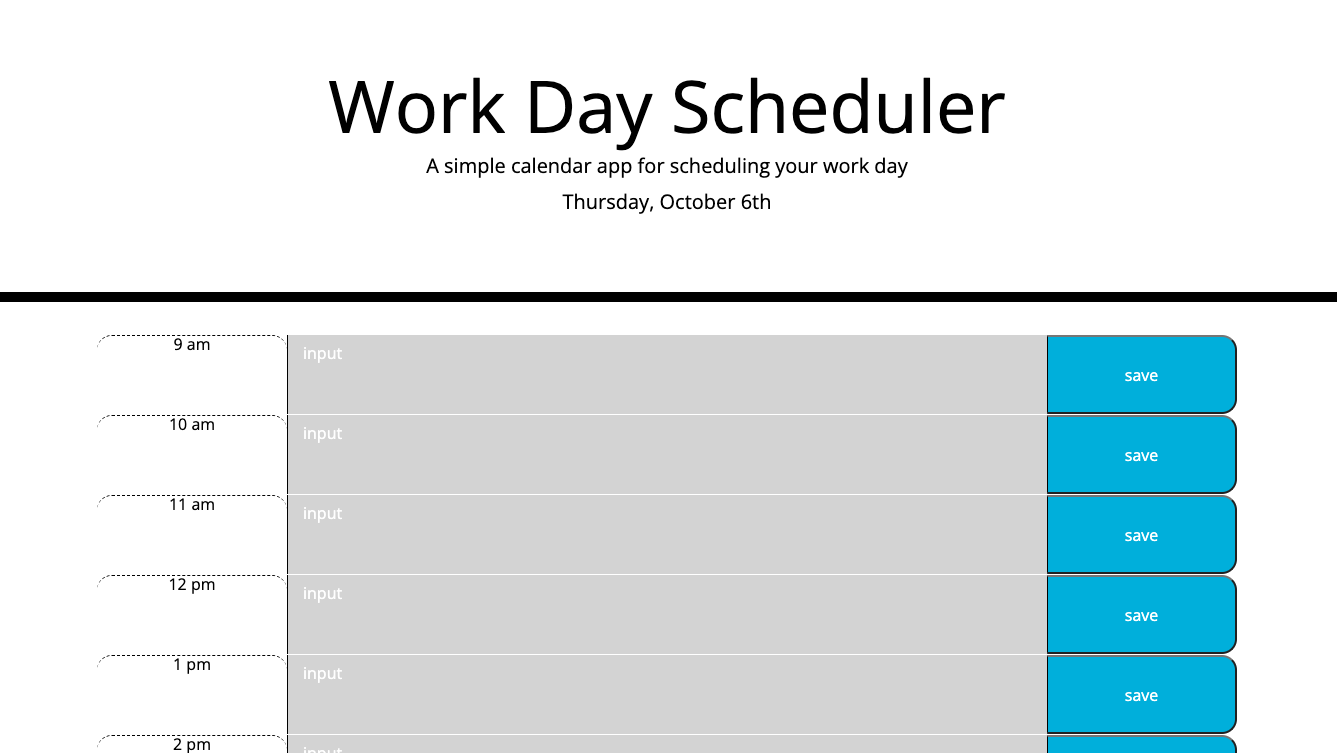 Work Day Scheduler
A simple calendar app for scheduling your work day
Thursday, October 6th
9 am
input
save
10 am
input
save
11 am
input
save
12 pm
input
save
1 pm
input
save
2 pm
input